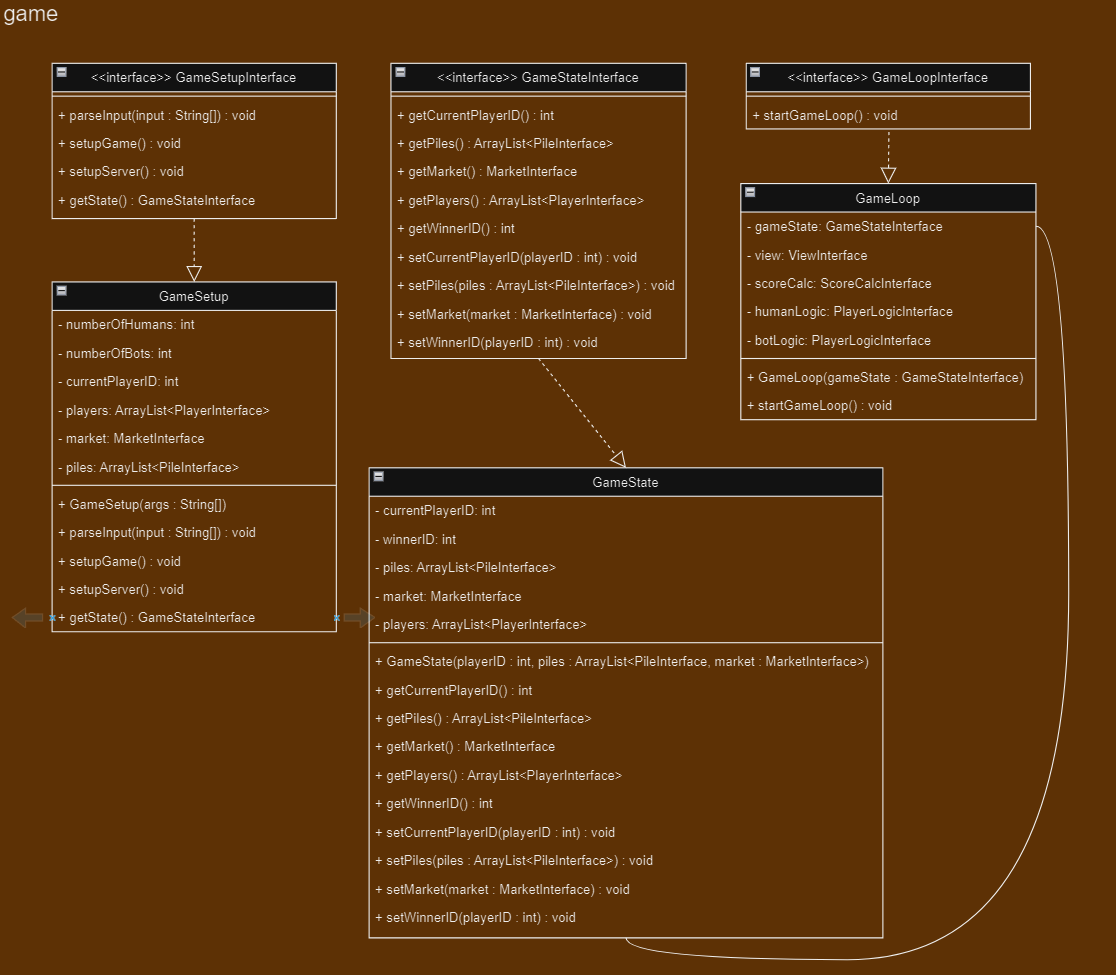 game
<<interface>> GameSetupInterface
+ parseInput(input : String[]) : void
+ setupGame() : void
+ setupServer() : void
+ getState() : GameStateInterface
<<interface>> GameStateInterface
+ getCurrentPlayerID() : int
+ getPiles() : ArrayList<PileInterface>
+ getMarket() : MarketInterface
+ getPlayers() : ArrayList<PlayerInterface>
+ getWinnerID() : int
+ setCurrentPlayerID(playerID : int) : void
+ setPiles(piles : ArrayList<PileInterface>) : void
+ setMarket(market : MarketInterface) : void
+ setWinnerID(playerID : int) : void
<<interface>> GameLoopInterface
+ startGameLoop() : void
GameLoop
- gameState: GameStateInterface
- view: ViewInterface
- scoreCalc: ScoreCalcInterface
- humanLogic: PlayerLogicInterface
- botLogic: PlayerLogicInterface
+ GameLoop(gameState : GameStateInterface)
+ startGameLoop() : void
GameSetup
- numberOfHumans: int
- numberOfBots: int
- currentPlayerID: int
- players: ArrayList<PlayerInterface>
- market: MarketInterface
- piles: ArrayList<PileInterface>
+ GameSetup(args : String[])
+ parseInput(input : String[]) : void
+ setupGame() : void
+ setupServer() : void
+ getState() : GameStateInterface
GameState
- currentPlayerID: int
- winnerID: int
- piles: ArrayList<PileInterface>
- market: MarketInterface
- players: ArrayList<PlayerInterface>
+ GameState(playerID : int, piles : ArrayList<PileInterface, market : MarketInterface>)
+ getCurrentPlayerID() : int
+ getPiles() : ArrayList<PileInterface>
+ getMarket() : MarketInterface
+ getPlayers() : ArrayList<PlayerInterface>
+ getWinnerID() : int
+ setCurrentPlayerID(playerID : int) : void
+ setPiles(piles : ArrayList<PileInterface>) : void
+ setMarket(market : MarketInterface) : void
+ setWinnerID(playerID : int) : void